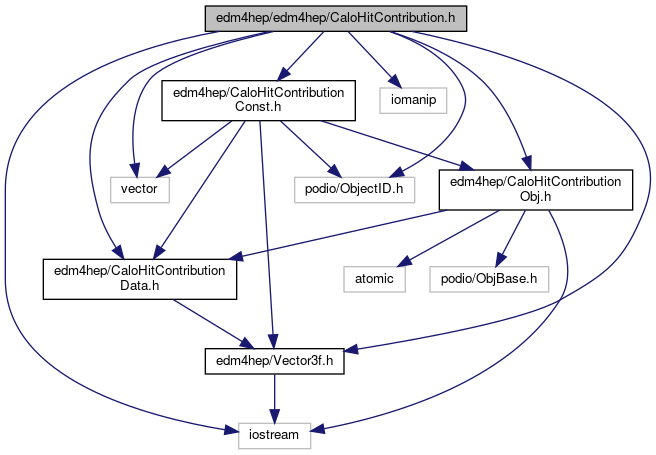 edm4hep/edm4hep/CaloHitContribution.h
edm4hep/CaloHitContribution
Const.h
iomanip
vector
podio/ObjectID.h
edm4hep/CaloHitContribution
Obj.h
edm4hep/CaloHitContribution
Data.h
atomic
podio/ObjBase.h
edm4hep/Vector3f.h
iostream